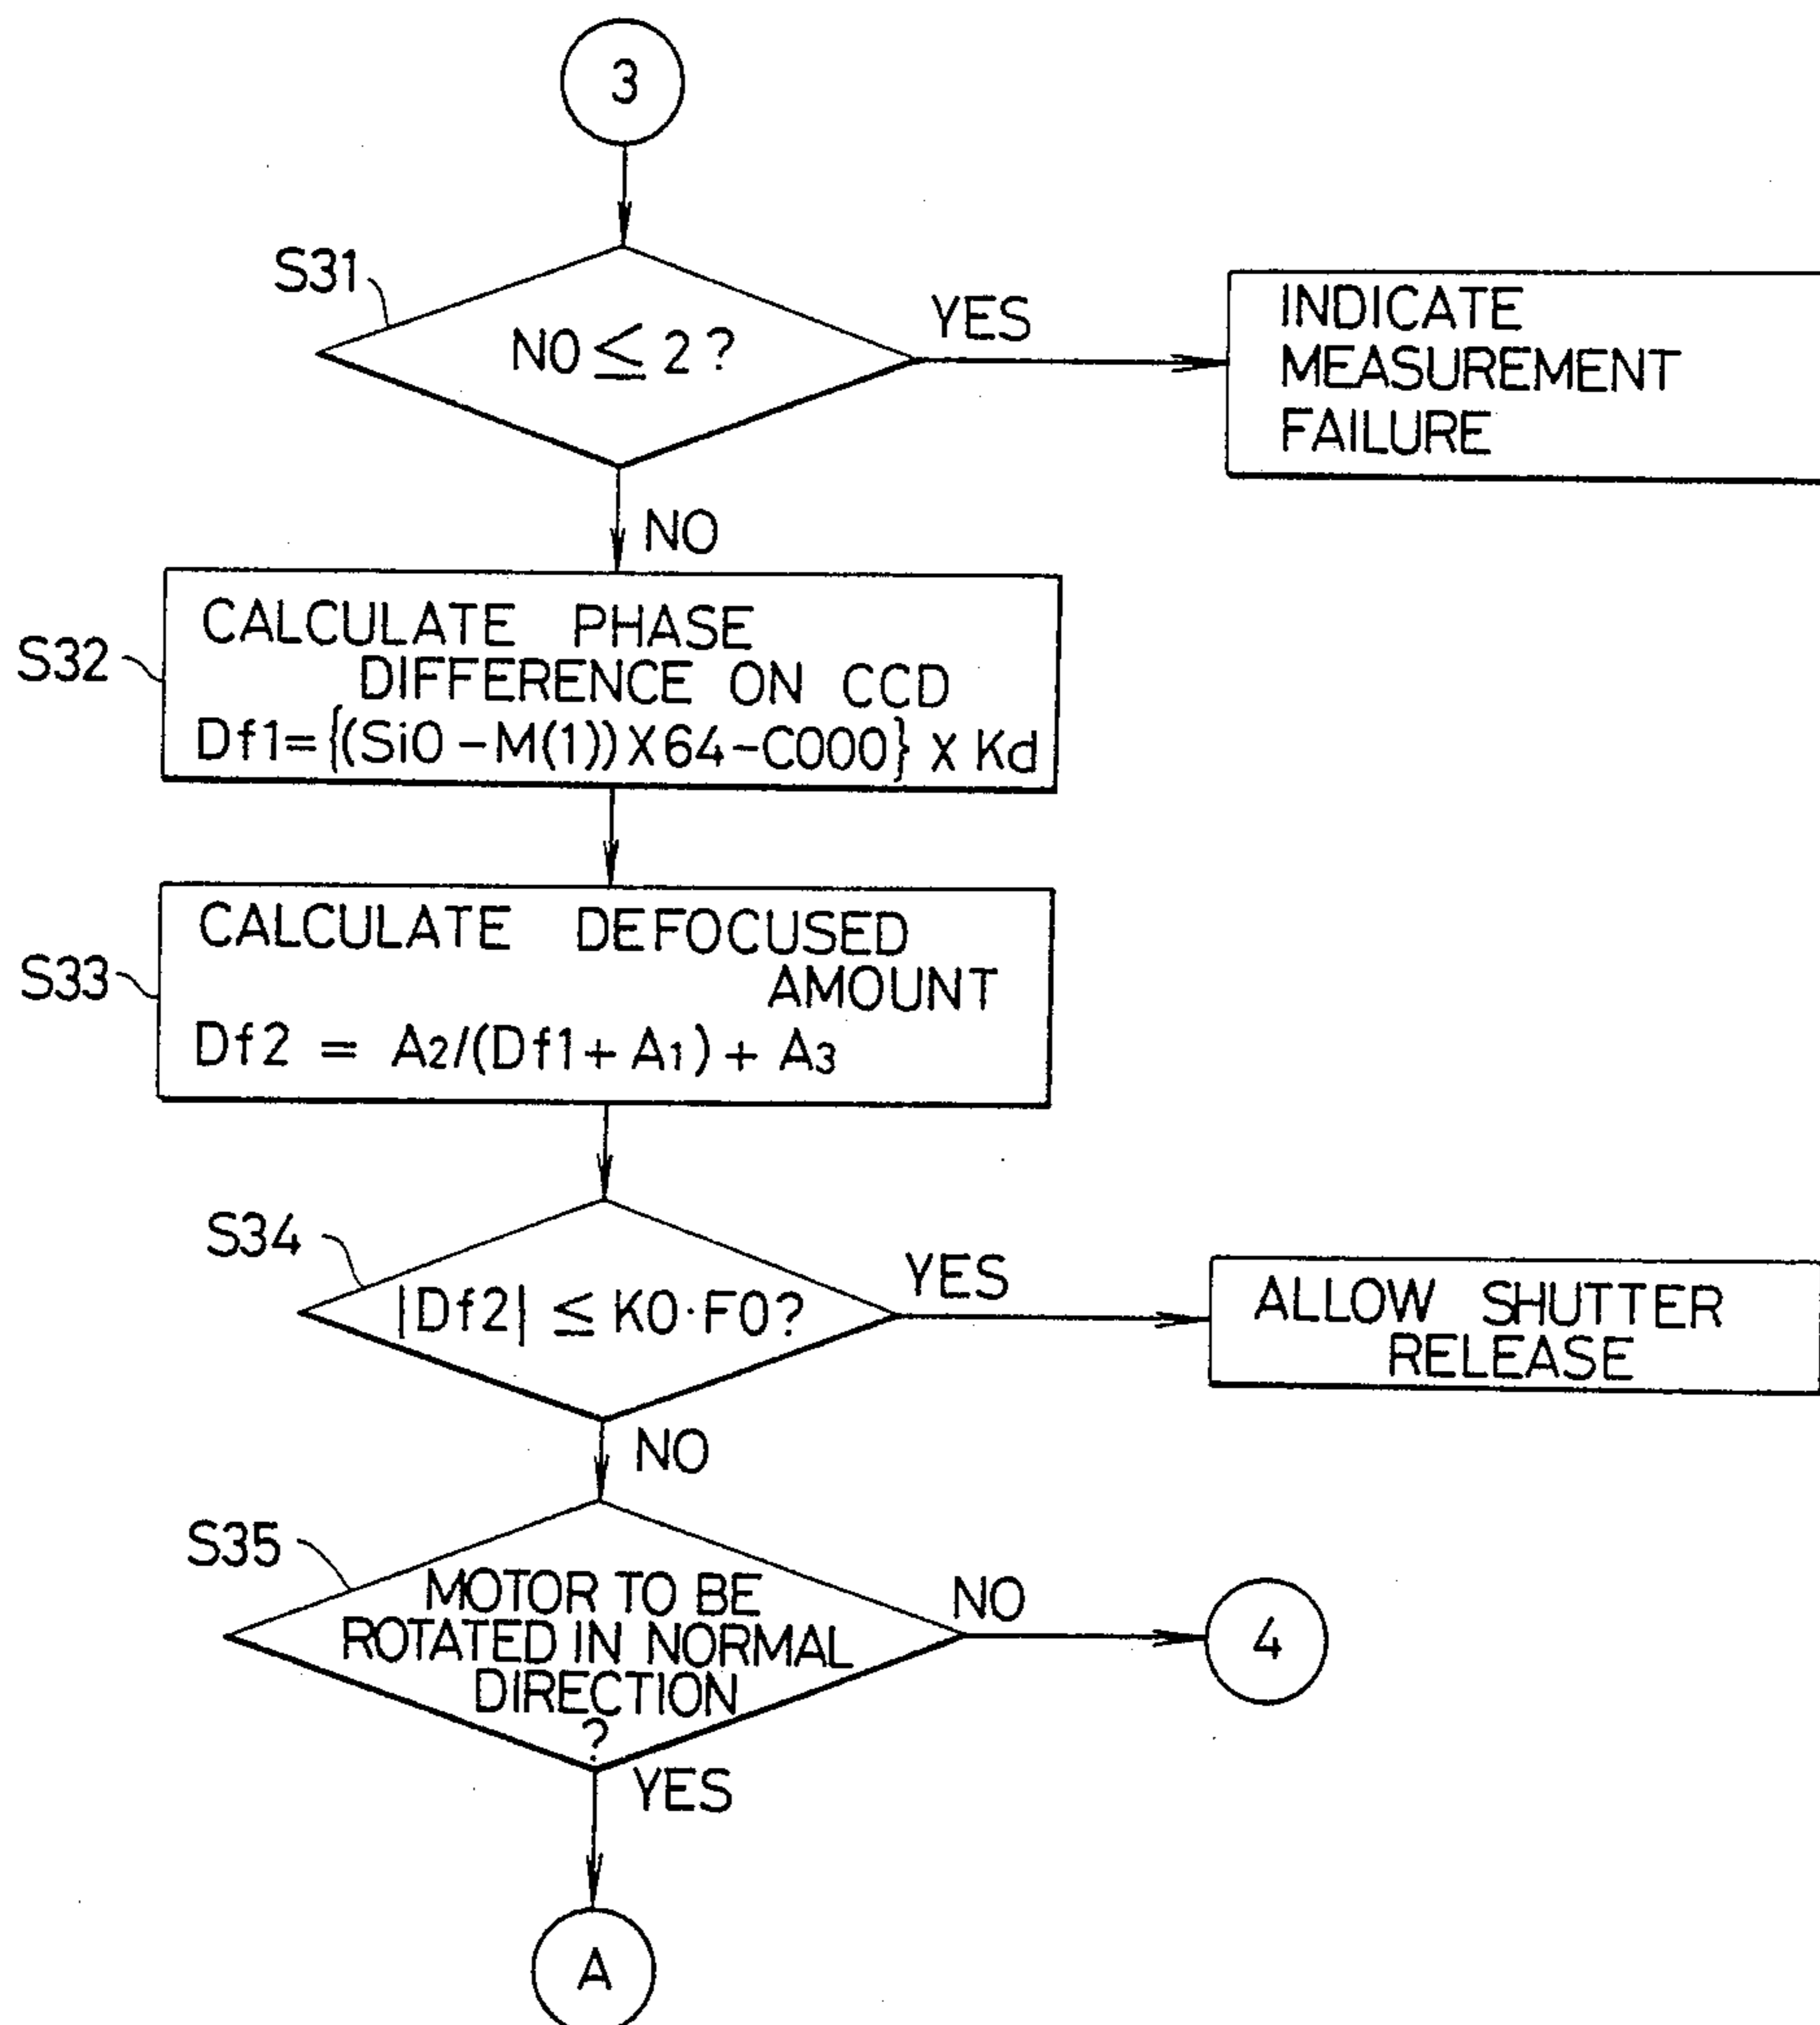 3
S31
N0 ≤ 2 ?
YES
INDICATE
MEASUREMENT
FAILURE
NO
S32
CALCULATE PHASE
DIFFERENCE ON CCD
Df1={(Si0-M(1))X64-C000} x Kd
S33
CALCULATE DEFOCUSED
AMOUNT
Df2 = A2/(Df1+A1)+A3
S34
|Df2| ≤ K0·F0?
YES
ALLOW SHUTTER
RELEASE
NO
S35
MOTOR TO BE
ROTATED IN NORMAL
DIRECTION
?
NO
4
YES
A